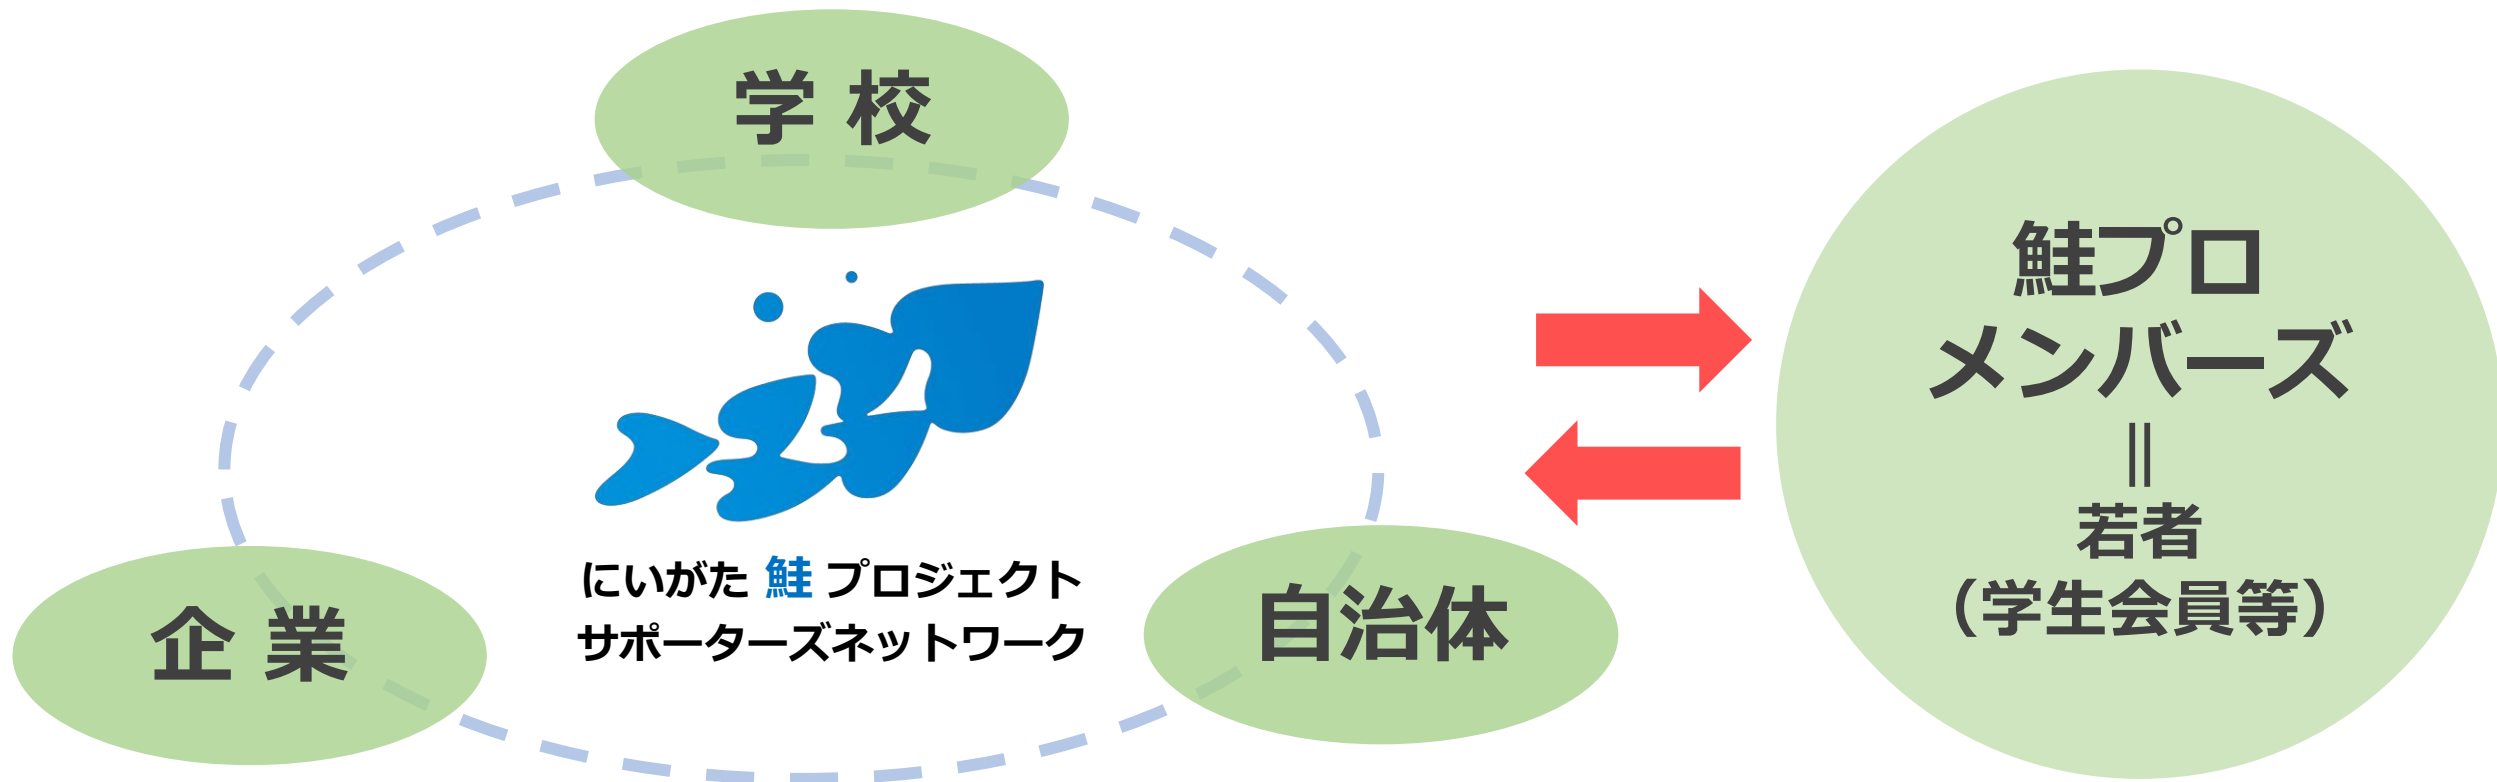 学 校
にいがた鮭プロジェクト
サポーターズネットワーク
企 業
自治体
鮭プロ
メンバーズ
||
若者
(学生会員等)